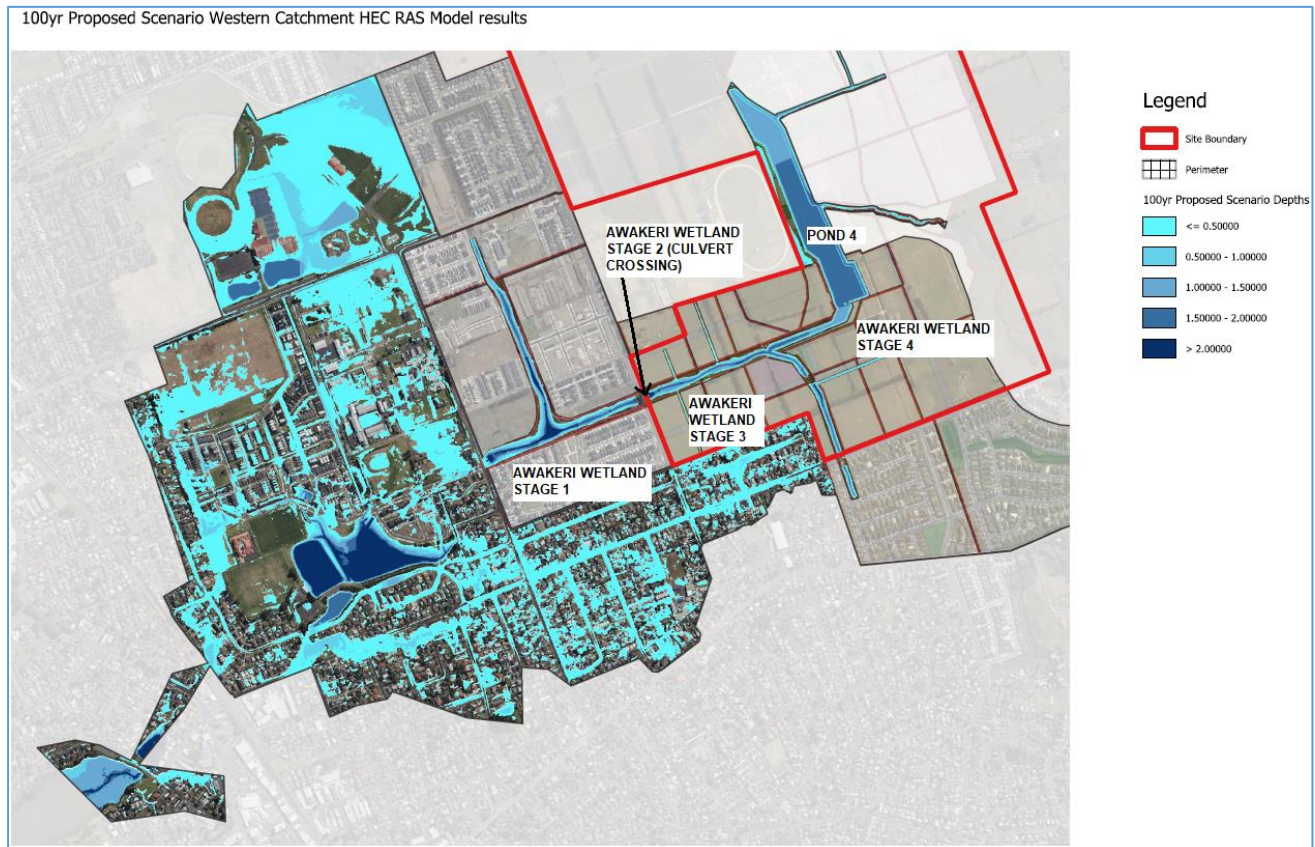 100yr Proposed Scenario Western Catchment HEC RAS Model results
Legend
Site Boundary
Perimeter
100yr Proposed Scenario Depths
<= 0.50000
0.50000 - 1.00000
1.00000 - 1.50000
1.50000 - 2.00000
> 2.00000
AWAKERI WETLAND
STAGE 2 (CULVERT
CROSSING)
POND 4
AWAKERI WETLAND
STAGE 4
AWAKERI
WETLAND
STAGE 3
AWAKERI WETLAND
STAGE 1